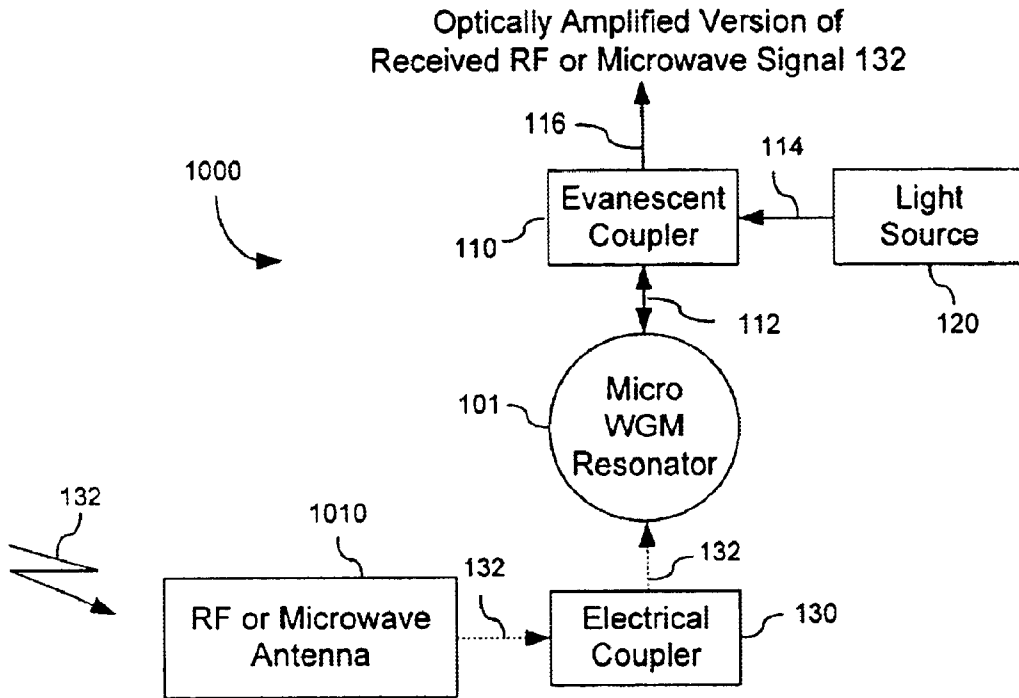 Optically Amplified Version of
Received RF or Microwave Signal 132
116
114
1000
Evanescent
Coupler
Light
Source
110
112
120
101
Micro
WGM
Resonator
132
1010
132
132
RF or Microwave
Antenna
Electrical
Coupler
130